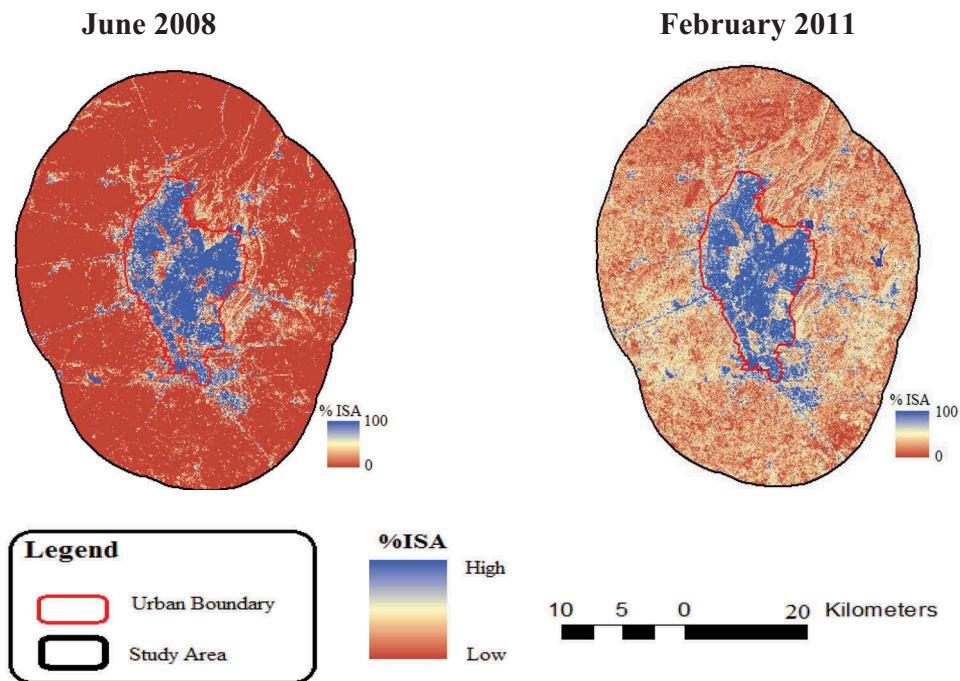 June 2008
February 2011
% ISA
100
0
% ISA
100
0
Legend
Urban Boundary
Study Area
%ISA
High
Low
10 5 0 20 Kilometers